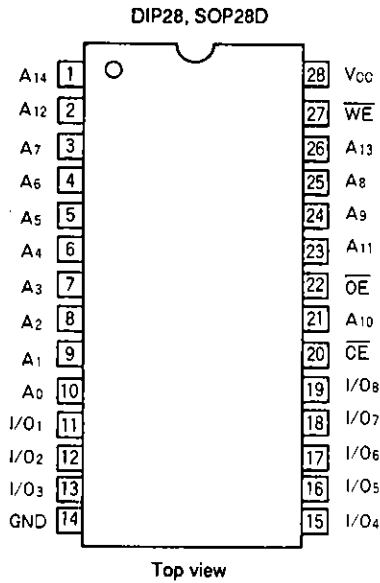 DIP28, SOP28D
A14 1 28 Vcc
A12 2 27 WE
A7 3 26 A13
A6 4 25 A8
A5 5 24 A9
A4 6 23 A11
A3 7 22 OE
A2 8 21 A10
A1 9 20 CE
A0 10 19 I/O8
I/O1 11 18 I/O7
I/O2 12 17 I/O6
I/O3 13 16 I/O5
GND 14 15 I/O4
Top view